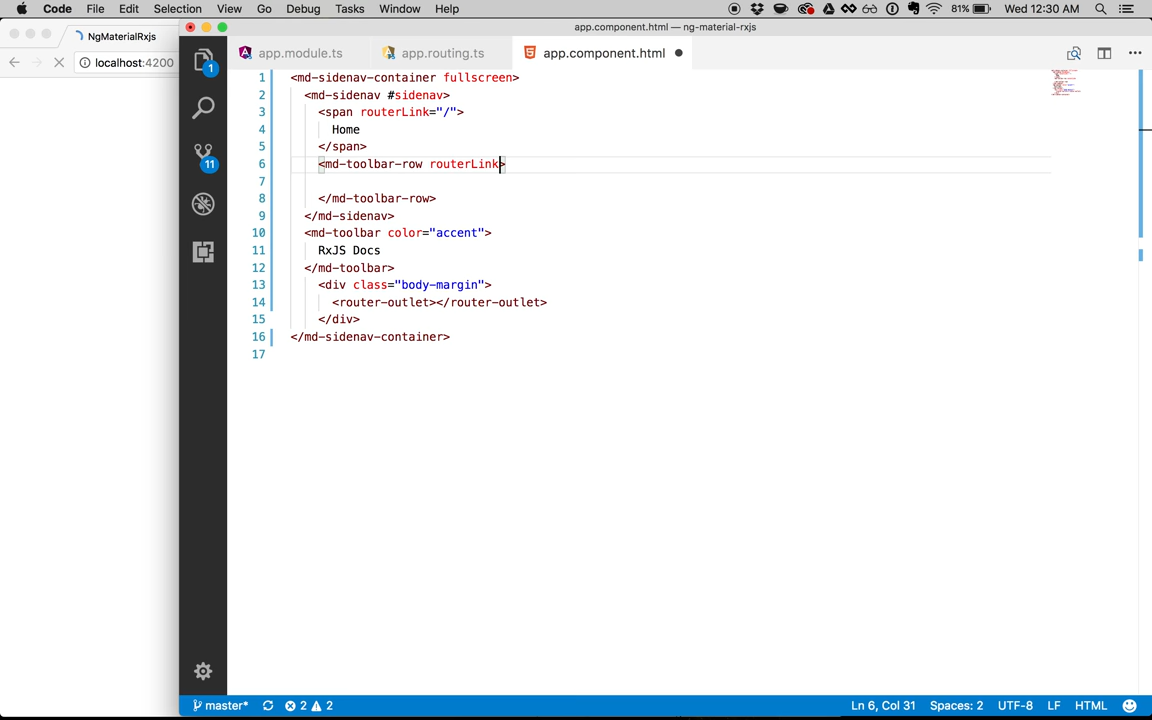 Code File Edit Selection View Go Debug Tasks Window Help 81% Wed 12:30 AM
app.component.html — ng-material-rxjs
NgMaterialRxjs
localhost:4200
app.module.ts app.routing.ts app.component.html
1 <md-sidenav-container fullscreen>
2 <md-sidenav #sidenav>
3 <span routerLink="/">
4 Home
5 </span>
6 <md-toolbar-row routerLink>
7
8 </md-toolbar-row>
9 </md-sidenav>
10 <md-toolbar color="accent">
11 RxJS Docs
12 </md-toolbar>
13 <div class="body-margin">
14 <router-outlet></router-outlet>
15 </div>
16 </md-sidenav-container>
17
1
11
master* 2 2 Ln 6, Col 31 Spaces: 2 UTF-8 LF HTML